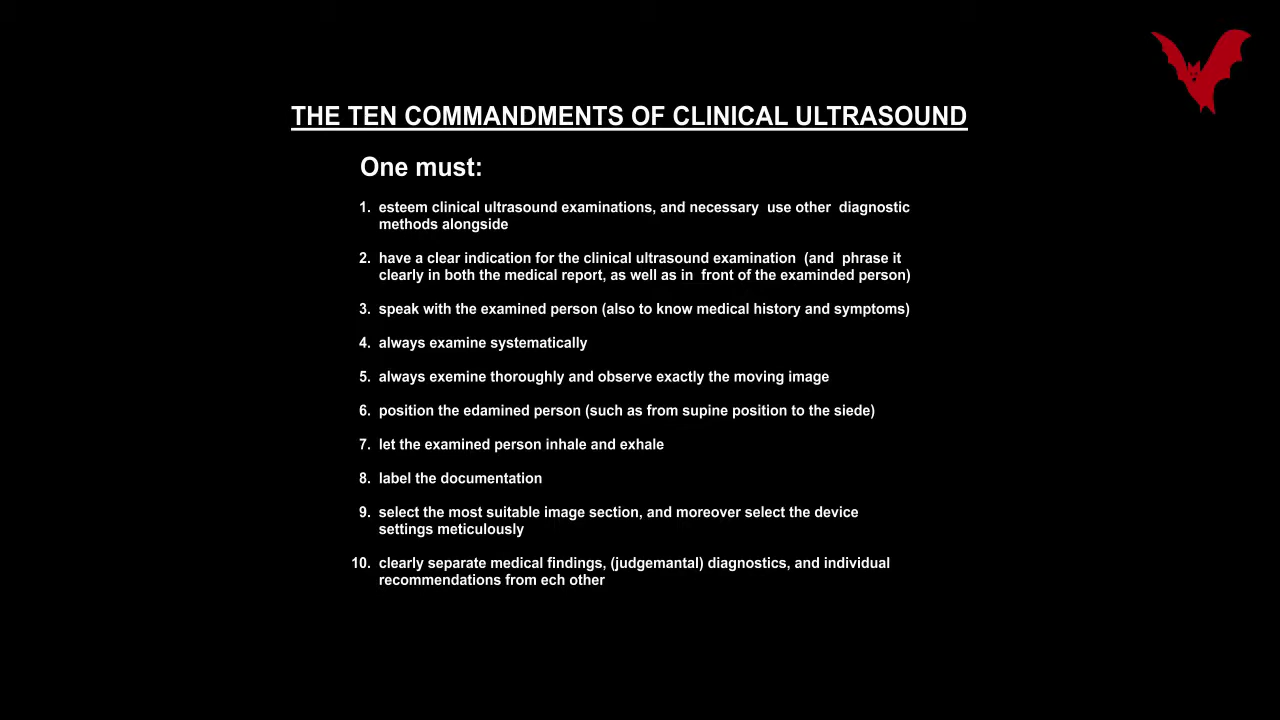 THE TEN COMMANDMENTS OF CLINICAL ULTRASOUND
One must:
1. esteem clinical ultrasound examinations, and necessary use other diagnostic
methods alongside
2. have a clear indication for the clinical ultrasound examination (and phrase it
clearly in both the medical report, as well as in front of the examinded person)
3. speak with the examined person (also to know medical history and symptoms)
4. always examine systematically
5. always exemine thoroughly and observe exactly the moving image
6. position the edamined person (such as from supine position to the siede)
7. let the examined person inhale and exhale
8. label the documentation
9. select the most suitable image section, and moreover select the device
settings meticulously
10. clearly separate medical findings, (judgemantal) diagnostics, and individual
recommendations from ech other